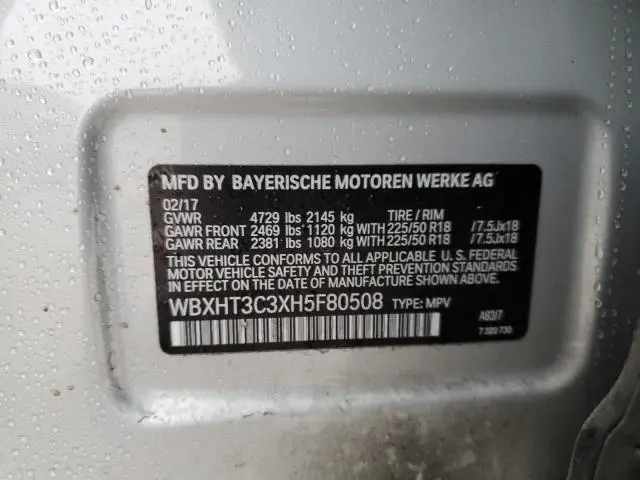 MFD BY BAYERISCHE MOTOREN WERKE AG
02/17
GVWR 4729 lbs 2145 kg TIRE / RIM
GAWR FRONT 2469 lbs 1120 kg WITH 225/50 R18 /7.5Jx18
GAWR REAR 2381 lbs 1080 kg WITH 225/50 R18 /7.5Jx18
THIS VEHICLE CONFORMS TO ALL APPLICABLE U. S. FEDERAL
MOTOR VEHICLE SAFETY, BUMPER, AND THEFT PREVENTION STANDARDS
IN EFFECT ON THE DATE OF MANUFACTURE SHOWN ABOVE.
WBXHT3C3XH5F80508 TYPE: MPV
A83/7
7 320 730